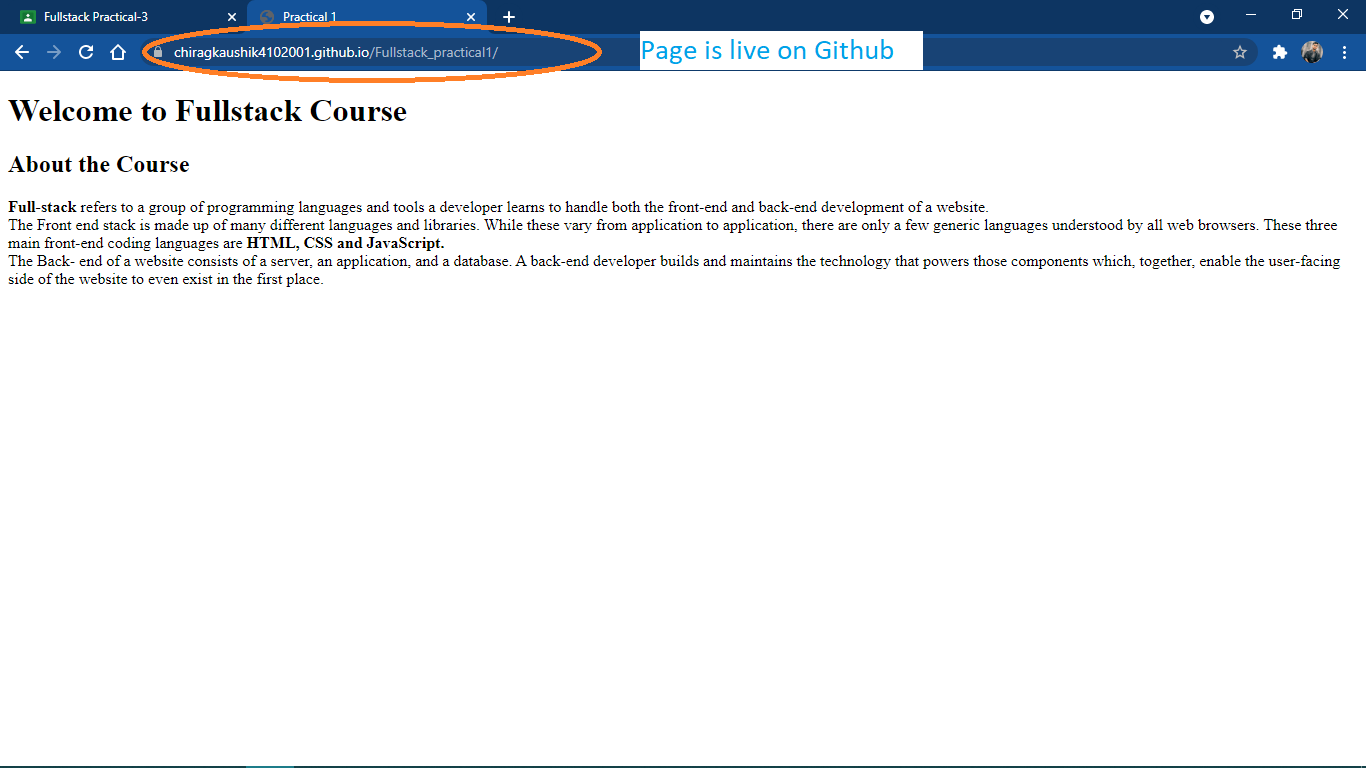 Fullstack Practical-3
Practical 1
chiragkaushik4102001.github.io/Fullstack_practical1/
Page is live on Github
Welcome to Fullstack Course
About the Course
Full-stack refers to a group of programming languages and tools a developer learns to handle both the front-end and back-end development of a website.
The Front end stack is made up of many different languages and libraries. While these vary from application to application, there are only a few generic languages understood by all web browsers. These three
main front-end coding languages are HTML, CSS and JavaScript.
The Back- end of a website consists of a server, an application, and a database. A back-end developer builds and maintains the technology that powers those components which, together, enable the user-facing
side of the website to even exist in the first place.